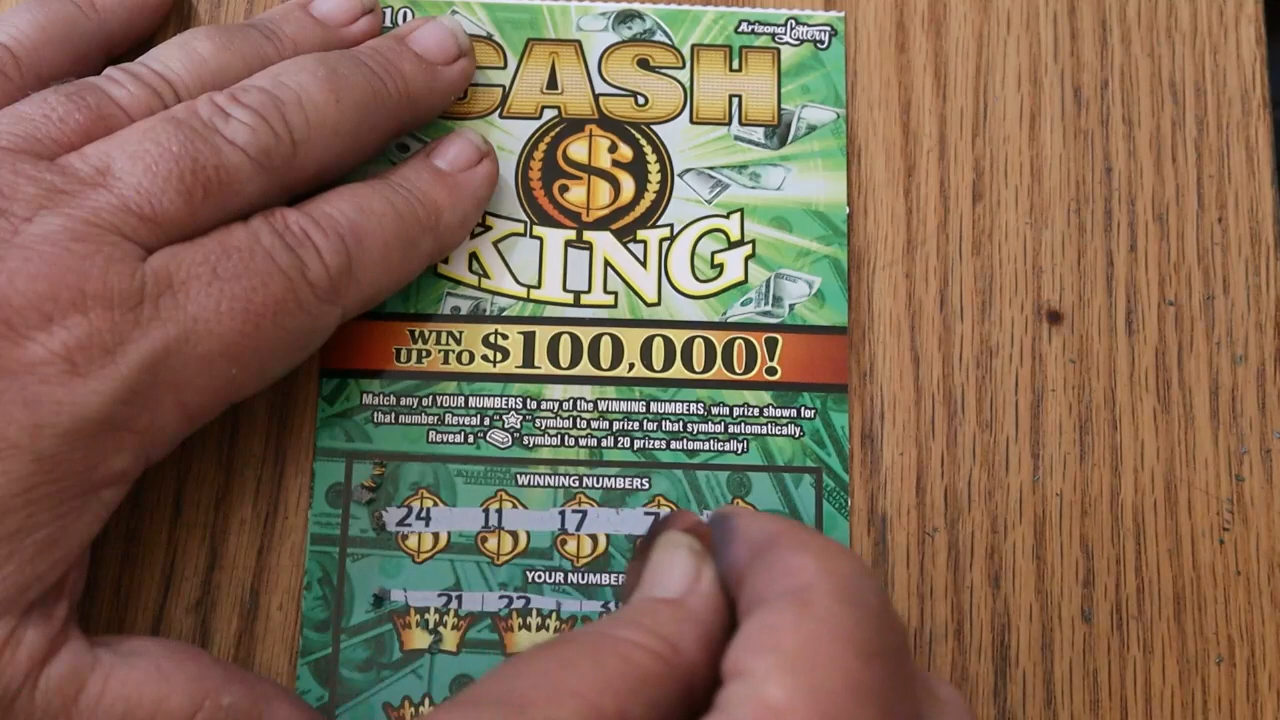 10
Arizona Lottery
CASH
$
KING
WIN UP TO $100,000!
Match any of YOUR NUMBERS to any of the WINNING NUMBERS, win prize shown for
that number. Reveal a "☆" symbol to win prize for that symbol automatically.
Reveal a "" symbol to win all 20 prizes automatically!
WINNING NUMBERS
24 11 17 7
YOUR NUMBER
21 22